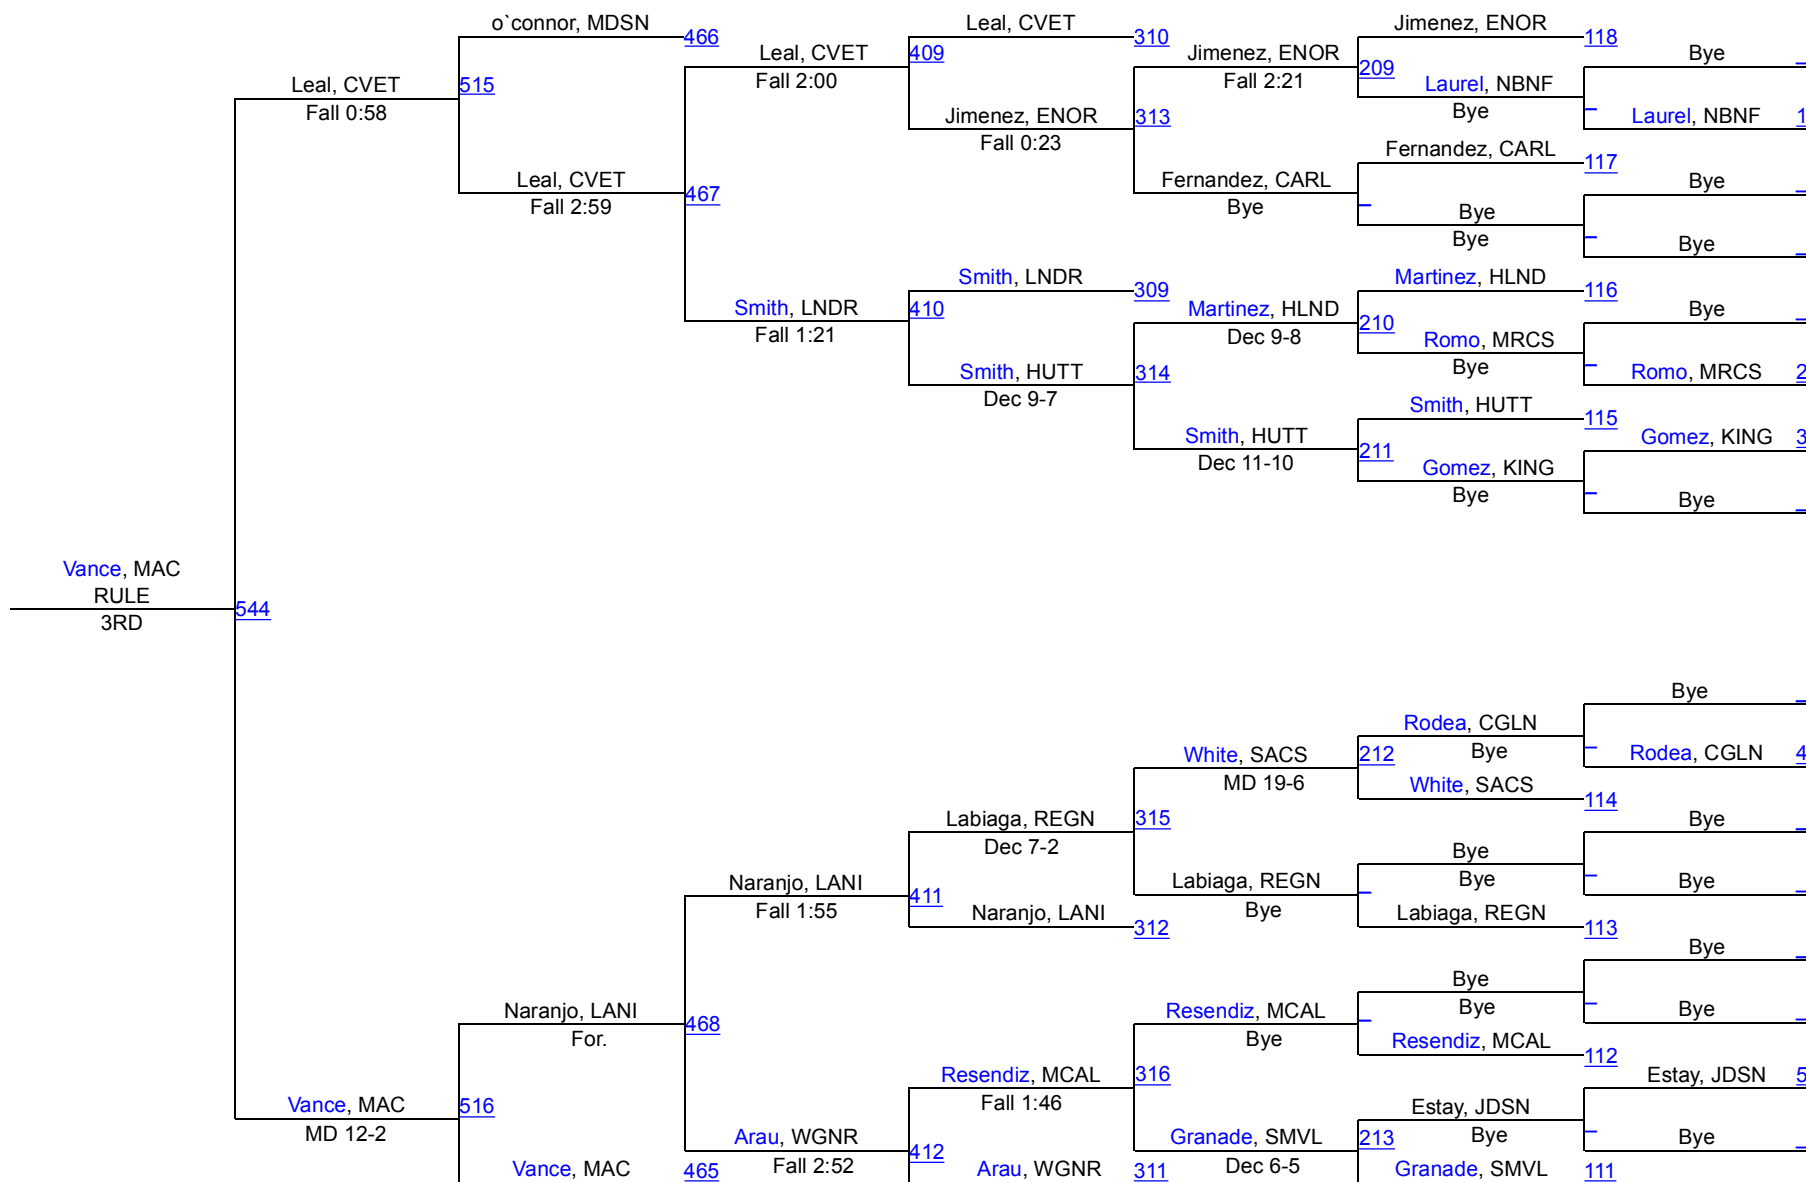 o`connor, MDSN
466
Leal, CVET
310
Jimenez, ENOR
118
Leal, CVET
409
Fall 2:00
Jimenez, ENOR
Fall 2:21
209
Bye
Laurel, NBNF
Bye
Laurel, NBNF 1
Leal, CVET
515
Fall 0:58
Jimenez, ENOR
313
Fall 0:23
Fernandez, CARL
117
Leal, CVET
467
Fall 2:59
Fernandez, CARL
Bye
Bye
Bye
Bye
Bye
Smith, LNDR
309
Martinez, HLND
116
Smith, LNDR
410
Fall 1:21
Martinez, HLND
210
Dec 9-8
Bye
Romo, MRCS
Bye
Smith, HUTT
314
Dec 9-7
Romo, MRCS 2
Smith, HUTT
115
Smith, HUTT
211
Dec 11-10
Gomez, KING 3
Gomez, KING
Bye
Bye
Vance, MAC
RULE
544
3RD
Bye
Rodea, CGLN
Bye
Rodea, CGLN 4
White, SACS
212
MD 19-6
White, SACS
114
Labiaga, REGN
315
Dec 7-2
Bye
Bye
Bye
Bye
Naranjo, LANI
411
Fall 1:55
Labiaga, REGN
Bye
Naranjo, LANI
312
Labiaga, REGN
113
Bye
Bye
Bye
Bye
Naranjo, LANI
468
For.
Resendiz, MCAL
Bye
Resendiz, MCAL
112
Resendiz, MCAL
316
Fall 1:46
Estay, JDSN 5
Vance, MAC
516
MD 12-2
Estay, JDSN
Bye
Bye
Arau, WGNR
412
Fall 2:52
Granade, SMVL
213
Dec 6-5
Vance, MAC
465
Arau, WGNR
311
Granade, SMVL
111